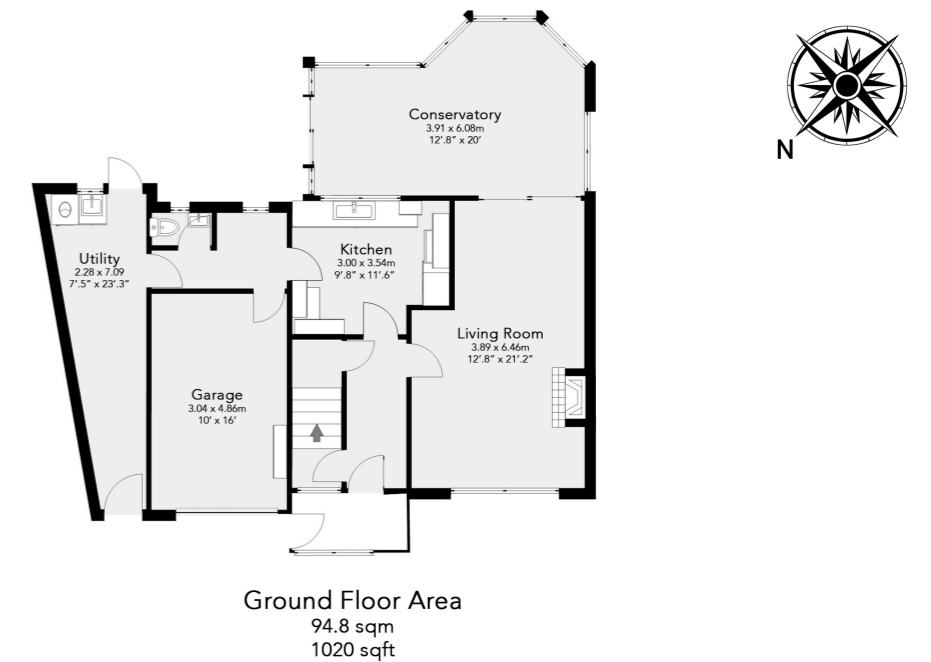 Conservatory
3.91 x 6.08m
12'.8" x 20'
N
Kitchen
3.00 x 3.54m
9'.8" x 11'.6"
Utility
2.28 x 7.09
7'.5" x 23'.3"
Living Room
3.89 x 6.46m
12'.8" x 21'.2"
Garage
3.04 x 4.86m
10' x 16'
Ground Floor Area
94.8 sqm
1020 sqft